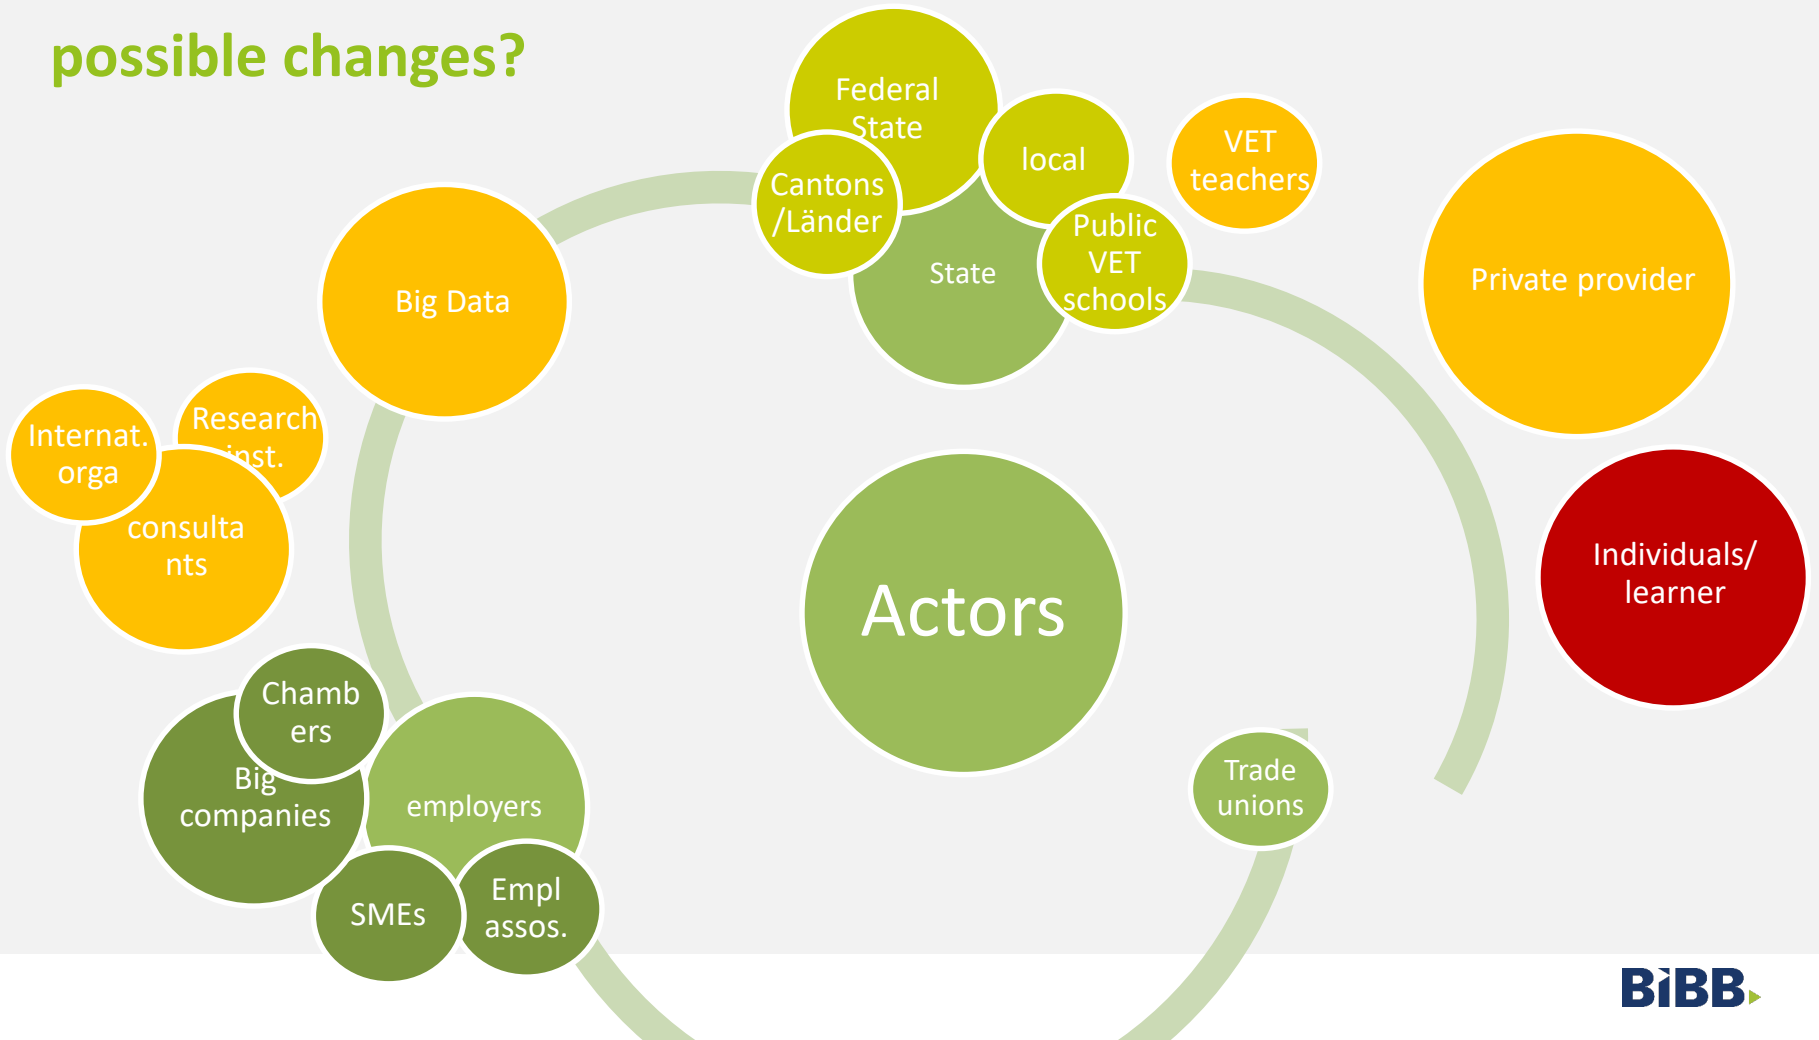 possible changes?
Federal
State
local
VET
teachers
Cantons
/Länder
Public
VET
schools
State
Private provider
Big Data
Research
inst.
Internat.
orga
consulta
nts
Individuals/
learner
Actors
Chamb
ers
Big
companies
employers
Trade
unions
SMEs
Empl
assos.
BiBB